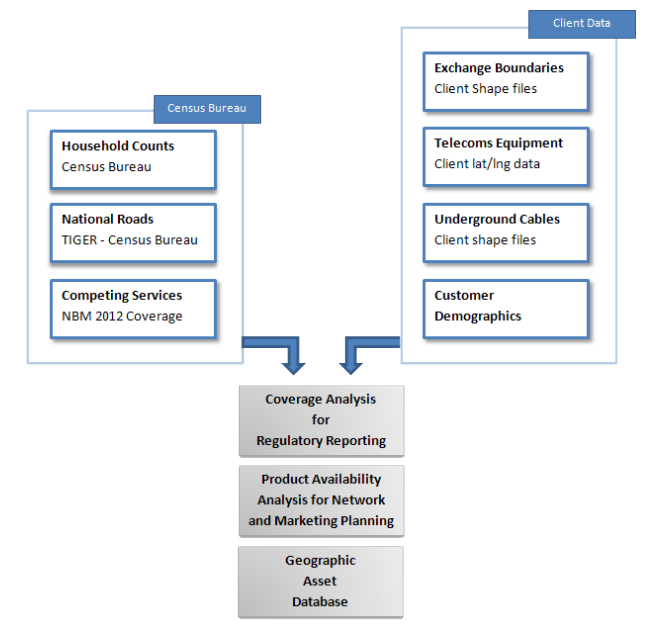 Census Bureau
Household Counts
Census Bureau
National Roads
TIGER - Census Bureau
Competing Services
NBM 2012 Coverage
Client Data
Exchange Boundaries
Client Shape files
Telecoms Equipment
Client lat/lng data
Underground Cables
Client shape files
Customer
Demographics
Coverage Analysis
for
Regulatory Reporting
Product Availability
Analysis for Network
and Marketing Planning
Geographic
Asset
Database